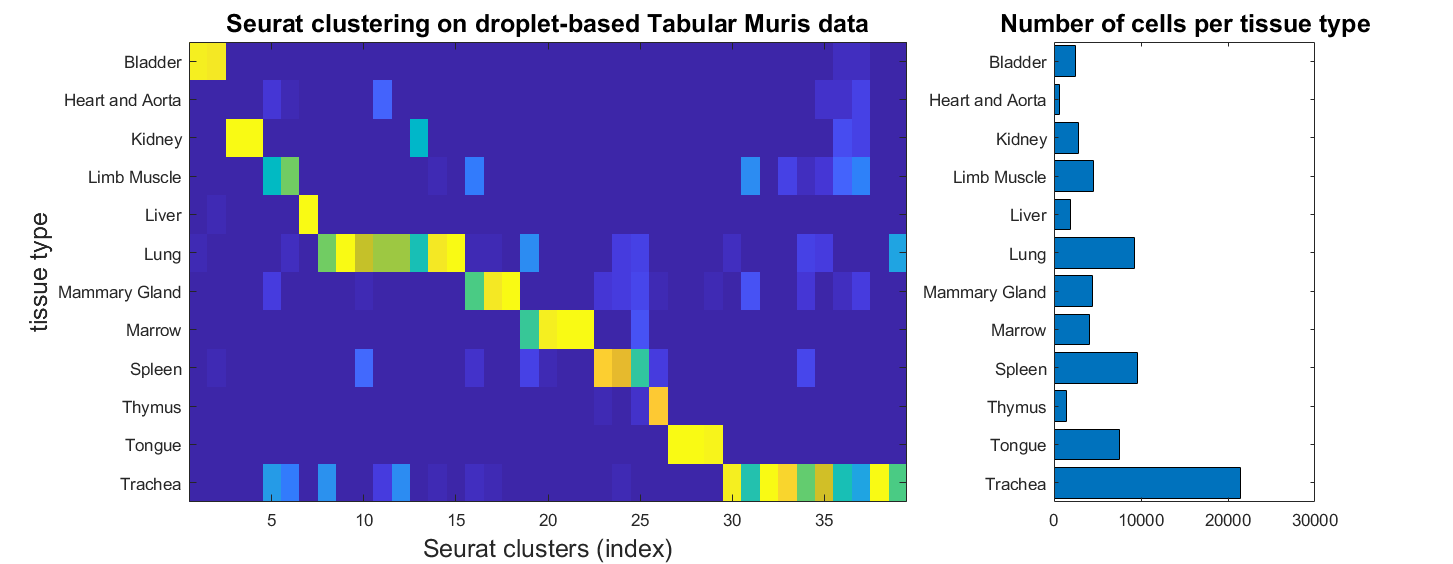 Seurat clustering on droplet-based Tabular Muris data
Bladder
Heart and Aorta
Kidney
Limb Muscle
Liver
Lung
Mammary Gland
Marrow
Spleen
Thymus
Tongue
Trachea
tissue type
5 10 15 20 25 30 35
Seurat clusters (index)
Number of cells per tissue type
Bladder
Heart and Aorta
Kidney
Limb Muscle
Liver
Lung
Mammary Gland
Marrow
Spleen
Thymus
Tongue
Trachea
0 10000 20000 30000